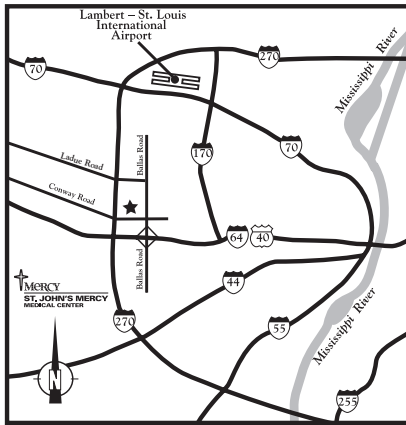 Lambert – St. Louis
International
Airport
270
70
Mississippi River
Ladue Road
Ballas Road
170
70
Conway Road
64
40
Ballas Road
MERCY
ST. JOHN'S MERCY
MEDICAL CENTER
44
270
55
Mississippi River
N
255